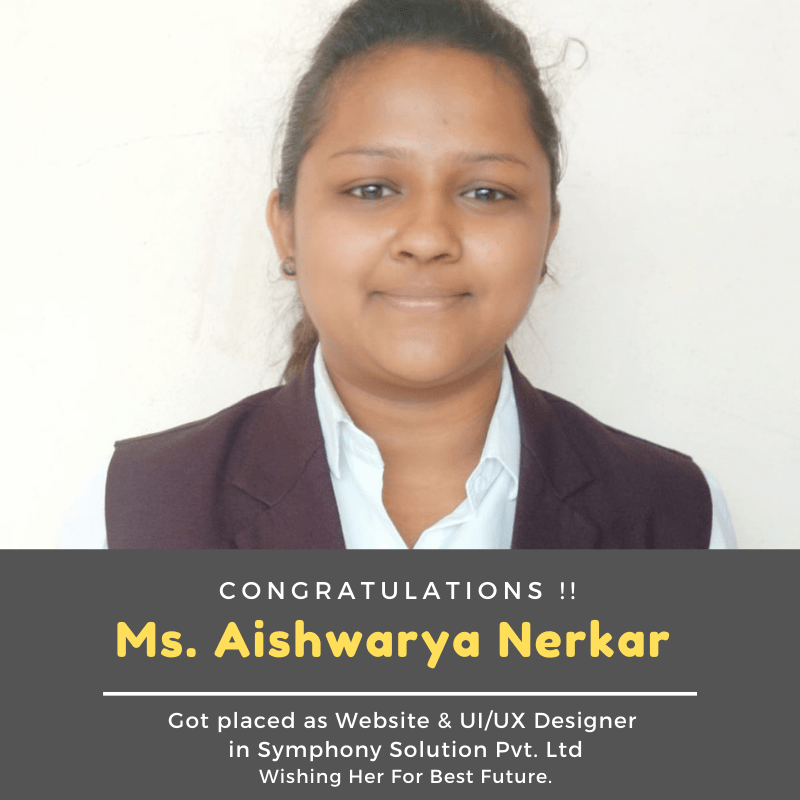 CONGRATULATIONS !!
Ms. Aishwarya Nerkar
Got placed as Website & UI/UX Designer
in Symphony Solution Pvt. Ltd
Wishing Her For Best Future.